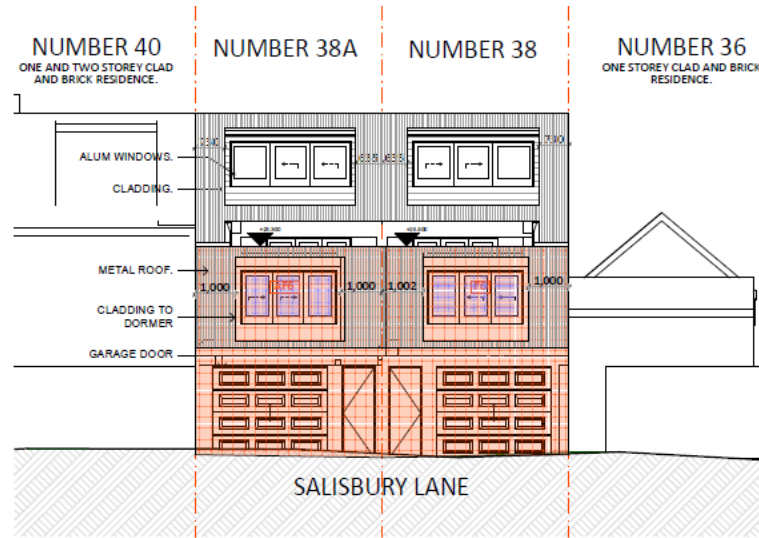 NUMBER 40
ONE AND TWO STOREY CLAD
AND BRICK RESIDENCE.
NUMBER 38A
NUMBER 38
NUMBER 36
ONE STOREY CLAD AND BRICK
RESIDENCE.
ALUM WINDOWS.
CLADDING.
METAL ROOF.
1,000
1,000
1,002
1,000
CLADDING TO
DORMER
GARAGE DOOR
SALISBURY LANE